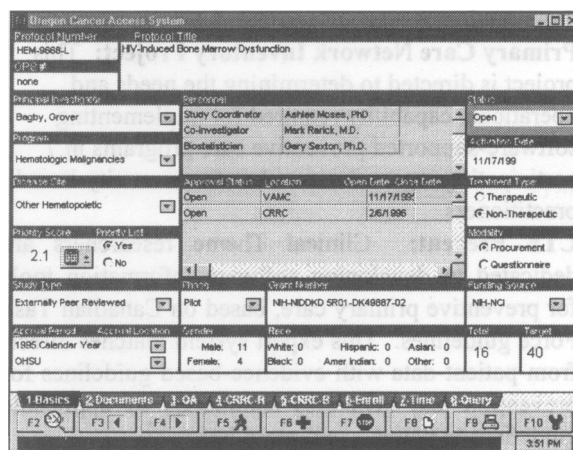 Oregon Cancer Access System
Protocol Number Protocol Title
HEM-9668-L HIV-Induced Bone Marrow Dysfunction
none
Principal Investigator Personnel Status
Bagby, Grover Study Coordinator Ashlee Moses, PhD Open
Co-investigator Mark Rarick, M.D.
Biostatistician Gary Sexton, Ph.D.
Program Activation Date
Hematologic Malignancies 11/17/199
Disease Site Approval Status Location Open Date Close Date Treatment Type
Other Hematopoietic Open VAMC 11/17/1995 Therapeutic
Open CRRC 2/6/1996 Non-Therapeutic
Priority Score Priority List Modality
2.1 Yes Procurement
No Questionnaire
Study Type Phase Grant Number Funding Source
Externally Peer Reviewed Pilot NIH-NIDDKD 5R01-DK49887-02 NIH-NCI
Accrual Period Accrual Location Gender Race Total Target
1995 Calendar Year Male: 11 White: 0 Hispanic: 0 Asian: 0 16 40
OHSU Female: 4 Black: 0 Amer Indian: 0 Other: 0
1-Basics 2-Documents 3-QA 4-CRRC-R 5-CRRC-B 6-Enroll 7-Time 8-Query
F2 F3 F4 F5 F6 F7 STOP F8 F9 F10
3:51 PM